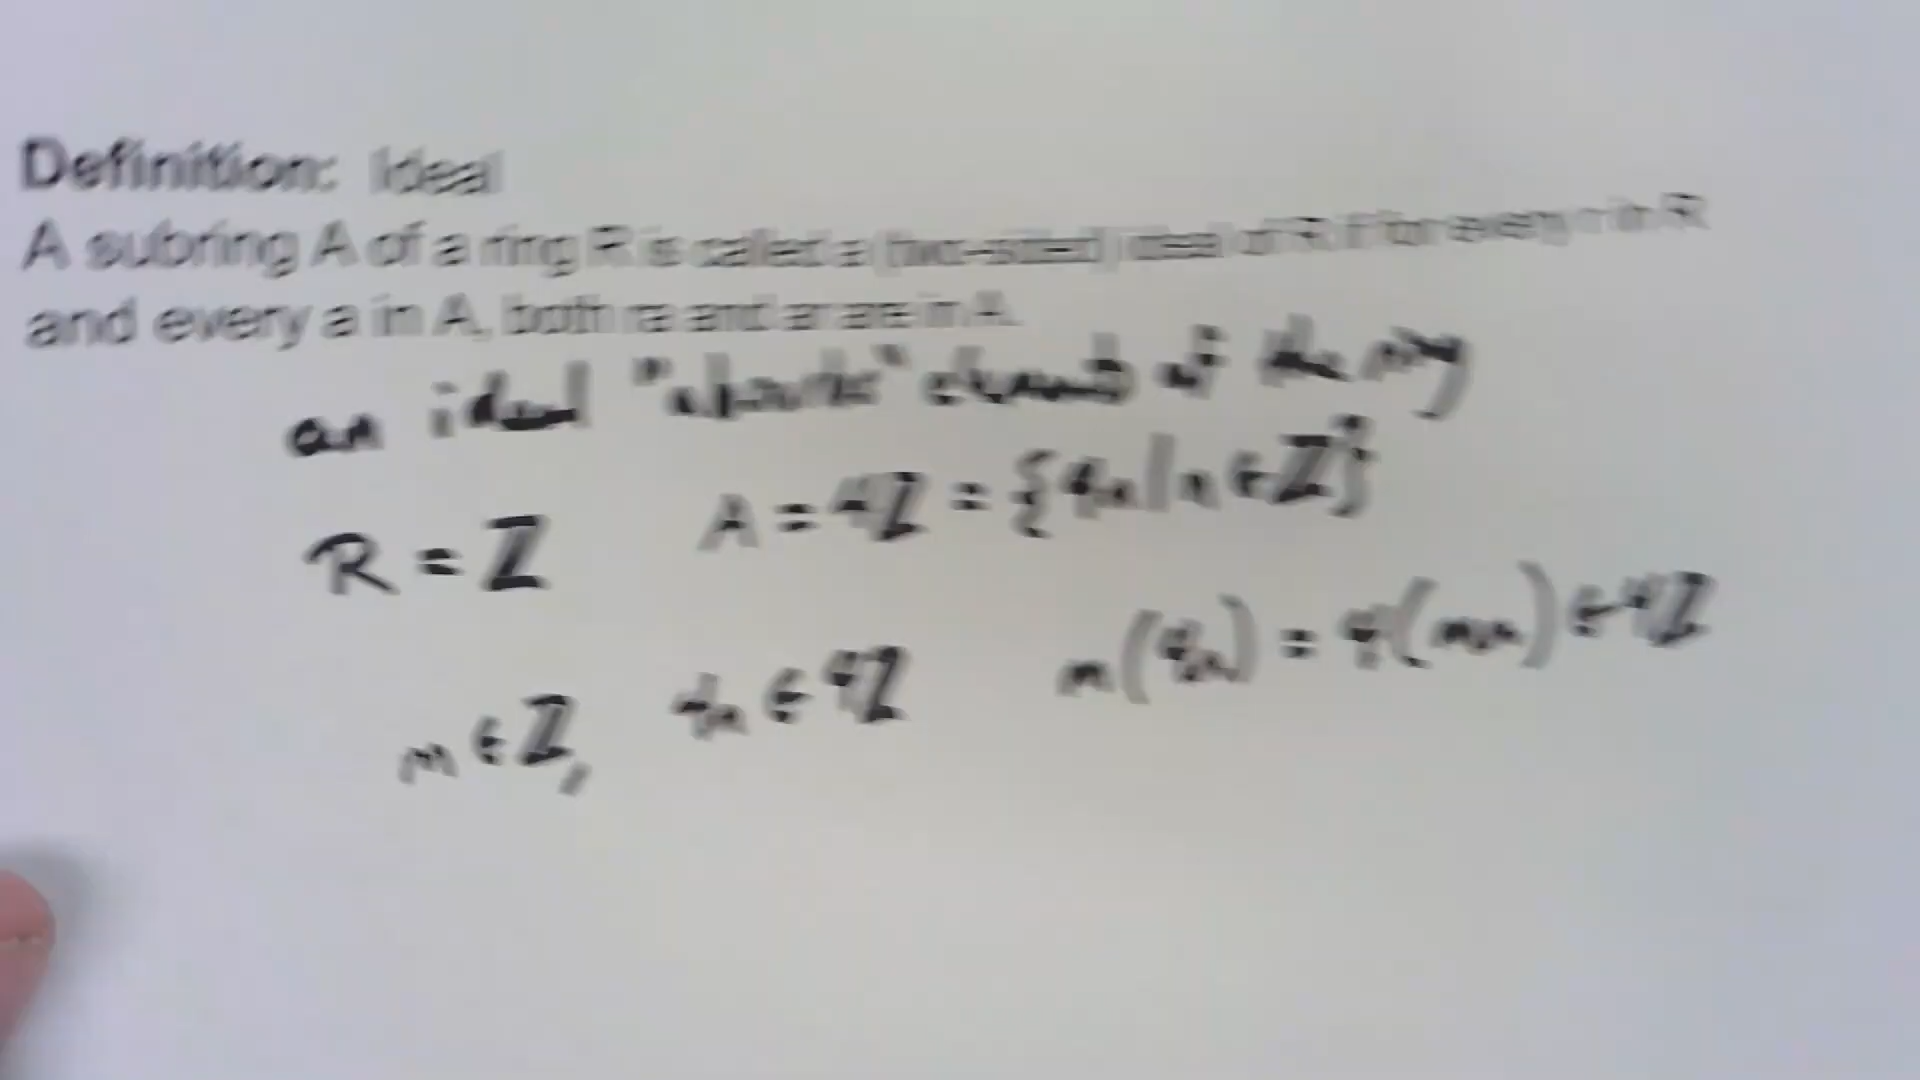 Definition: Ideal
A subring A of a ring R is called a (two-sided) ideal of R if for every r in R
and every a in A, both ra and ar are in A.
an ideal "absorbs" elements of the ring
R = ℤ A = 4ℤ = {4n | n ∈ ℤ}
m ∈ ℤ, 4n ∈ 4ℤ m(4n) = 4(mn) ∈ 4ℤ